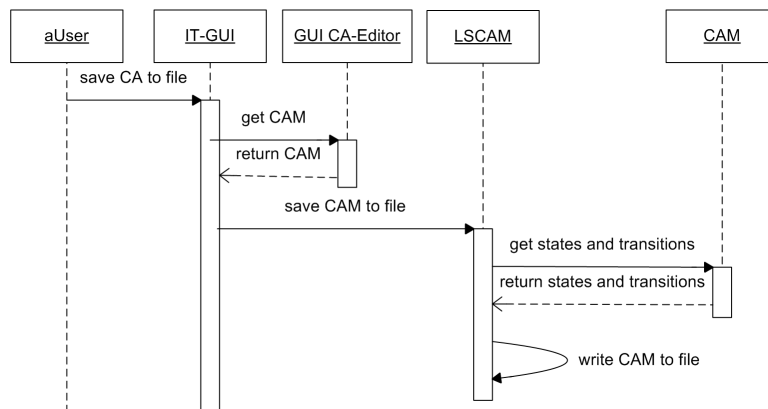 aUser
IT-GUI
GUI CA-Editor
LSCAM
CAM
save CA to file
get CAM
return CAM
save CAM to file
get states and transitions
return states and transitions
write CAM to file